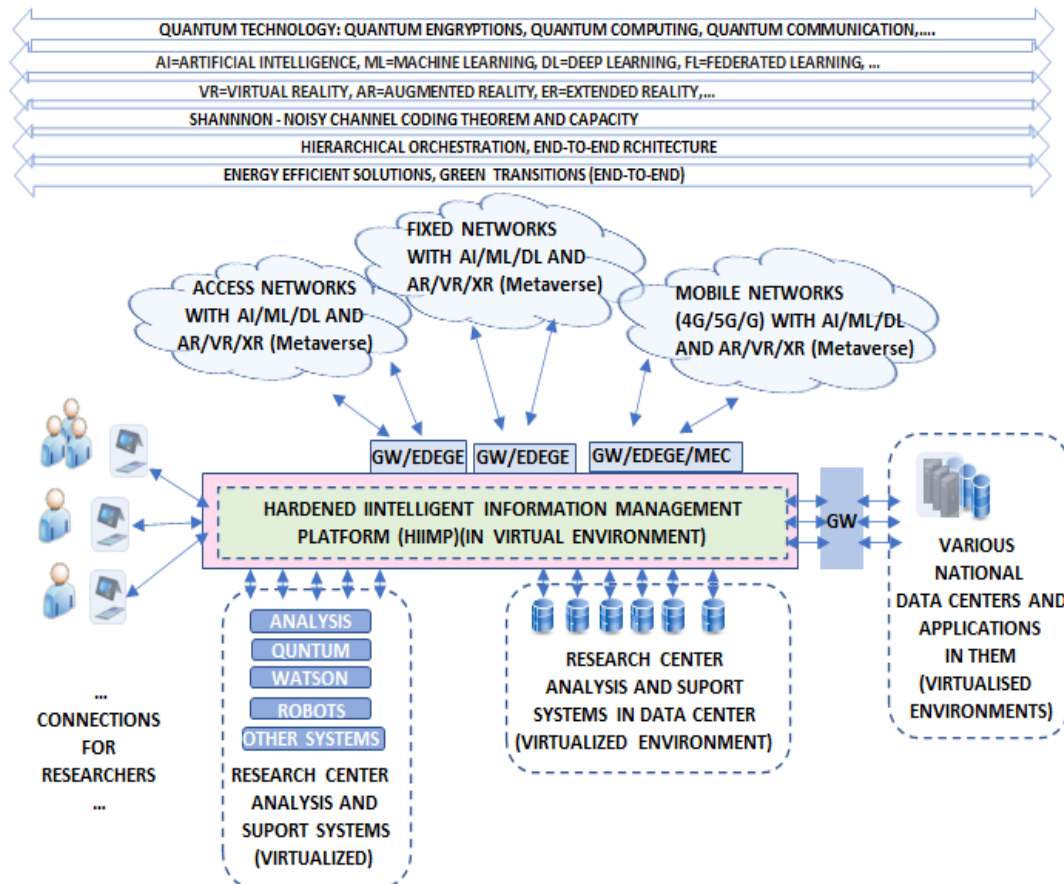 QUANTUM TECHNOLOGY: QUANTUM ENGRYPTIONS, QUANTUM COMPUTING, QUANTUM COMMUNICATION,....
AI=ARTIFICIAL INTELLIGENCE, ML=MACHINE LEARNING, DL=DEEP LEARNING, FL=FEDERATED LEARNING, ...
VR=VIRTUAL REALITY, AR=AUGMENTED REALITY, ER=EXTENDED REALITY,...
SHANNNON - NOISY CHANNEL CODING THEOREM AND CAPACITY
HIERARCHICAL ORCHESTRATION, END-TO-END RCHITECTURE
ENERGY EFFICIENT SOLUTIONS, GREEN TRANSITIONS (END-TO-END)
FIXED NETWORKS
WITH AI/ML/DL AND
AR/VR/XR (Metaverse)
ACCESS NETWORKS
WITH AI/ML/DL AND
AR/VR/XR (Metaverse)
MOBILE NETWORKS
(4G/5G/G) WITH AI/ML/DL
AND AR/VR/XR (Metaverse)
GW/EDEGE
GW/EDEGE
GW/EDEGE/MEC
HARDENED IINTELLIGENT INFORMATION MANAGEMENT
PLATFORM (HIIMP)(IN VIRTUAL ENVIRONMENT)
GW
VARIOUS
NATIONAL
DATA CENTERS AND
APPLICATIONS
IN THEM
(VIRTUALISED
ENVIRONMENTS)
...
CONNECTIONS
FOR
RESEARCHERS
...
ANALYSIS
QUNTUM
WATSON
ROBOTS
OTHER SYSTEMS
RESEARCH CENTER
ANALYSIS AND
SUPORT SYSTEMS
(VIRTUALIZED)
RESEARCH CENTER
ANALYSIS AND SUPORT
SYSTEMS IN DATA CENTER
(VIRTUALIZED ENVIRONMENT)